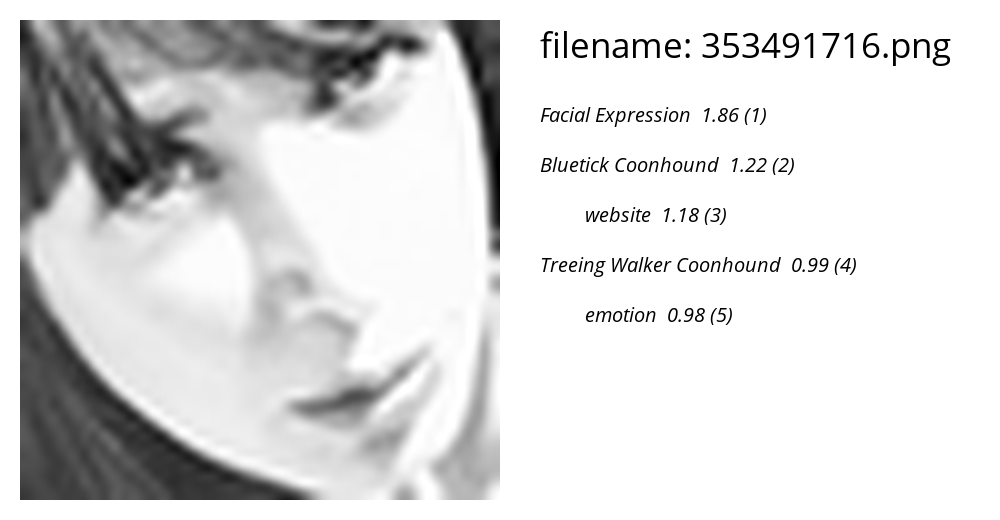 filename: 353491716.png
Facial Expression 1.86 (1)
Bluetick Coonhound 1.22 (2)
website 1.18 (3)
Treeing Walker Coonhound 0.99 (4)
emotion 0.98 (5)